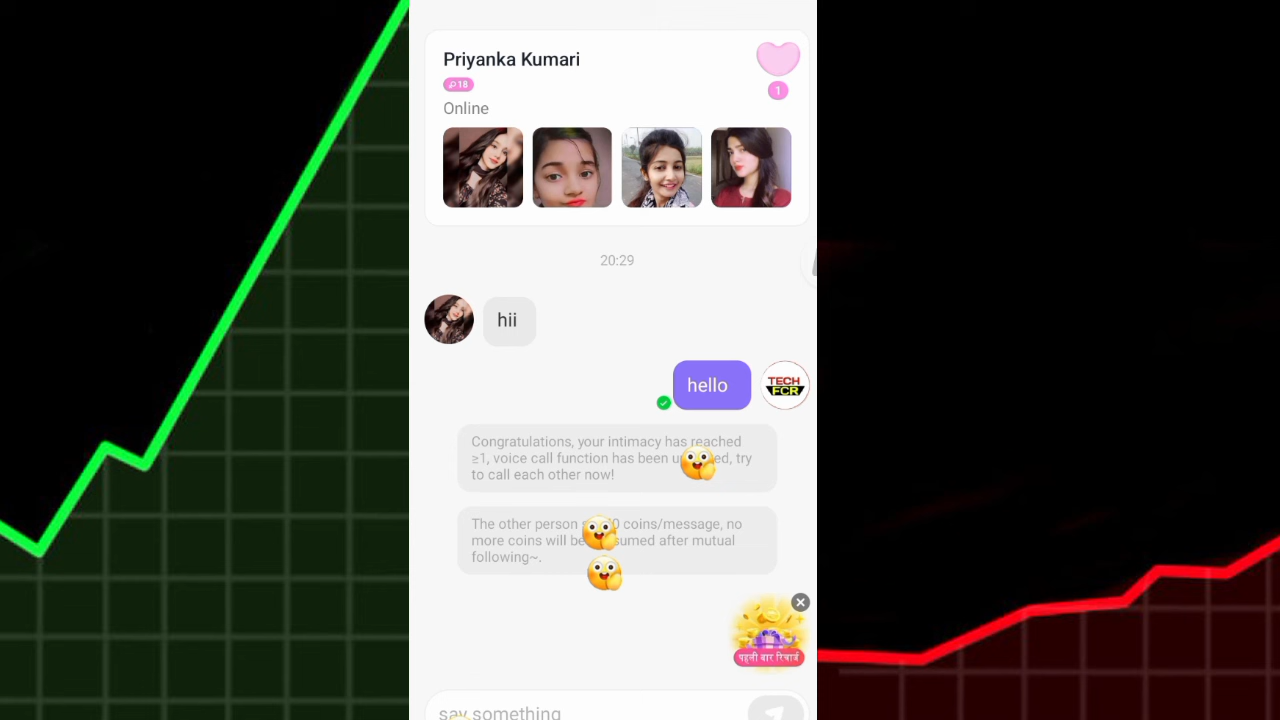 Priyanka Kumari
18
1
Online
20:29
hii
hello
TECH
FCR
Congratulations, your intimacy has reached
≥1, voice call function has been try
to call each other now!
The other person coins/message, no
more coins will be after mutual
following~.
पहली बार रिचार्ज
say something